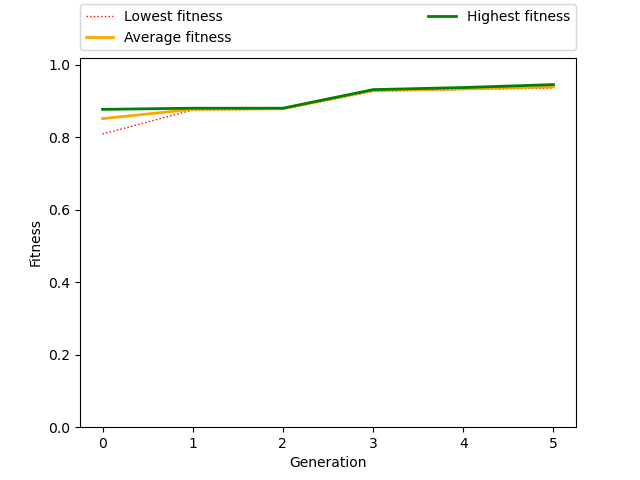 Lowest fitness
Average fitness
Highest fitness
1.0
0.8
0.6
0.4
0.2
0.0
Fitness
0 1 2 3 4 5
Generation